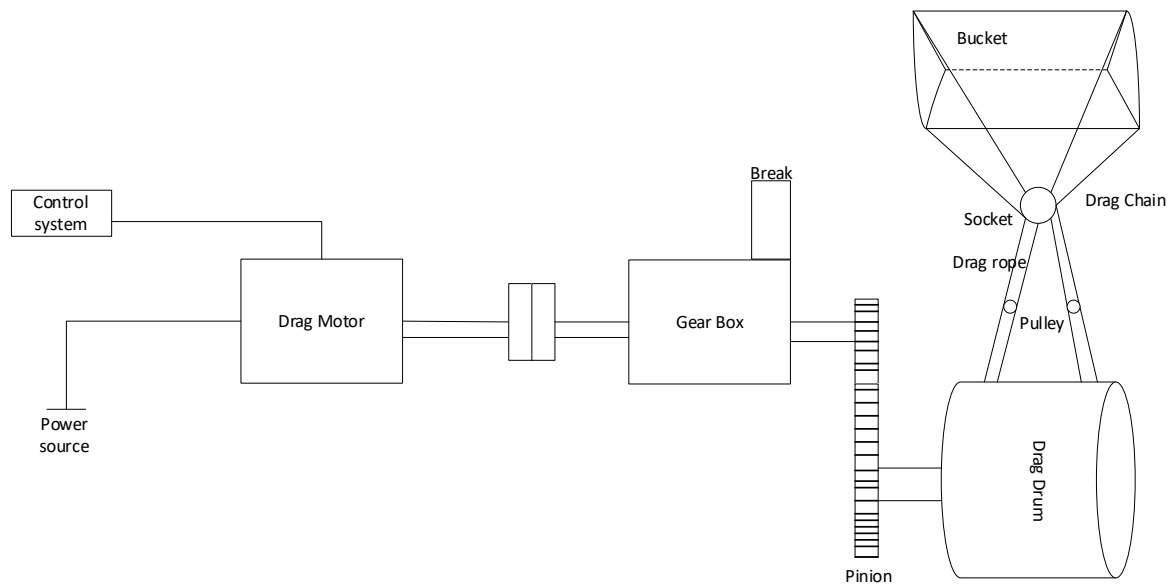 Bucket
Break
Control
system
Socket
Drag Chain
Drag rope
Drag Motor
Gear Box
Pulley
Power
source
Drag Drum
Pinion